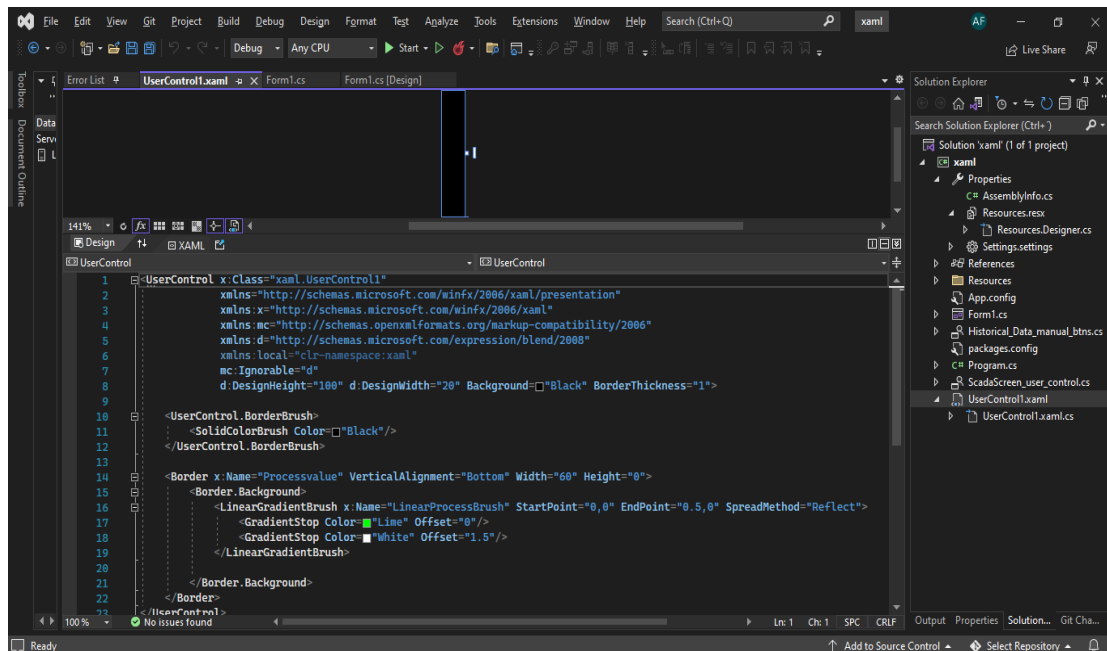 File Edit View Git Project Build Debug Design Format Test Analyze Tools Extensions Window Help Search (Ctrl+Q) xaml AF
Debug Any CPU Start Live Share
Toolbox
Document Outline
Data
Serv
L
Error List UserControl1.xaml Form1.cs Form1.cs [Design]
141% fx
Design XAML
UserControl UserControl
1 <UserControl x:Class="xaml.UserControl1"
2 xmlns="http://schemas.microsoft.com/winfx/2006/xaml/presentation"
3 xmlns:x="http://schemas.microsoft.com/winfx/2006/xaml"
4 xmlns:mc="http://schemas.openxmlformats.org/markup-compatibility/2006"
5 xmlns:d="http://schemas.microsoft.com/expression/blend/2008"
6 xmlns:local="clr-namespace:xaml"
7 mc:Ignorable="d"
8 d:DesignHeight="100" d:DesignWidth="20" Background="Black" BorderThickness="1">
9
10 <UserControl.BorderBrush>
11 <SolidColorBrush Color="Black"/>
12 </UserControl.BorderBrush>
13
14 <Border x:Name="Processvalue" VerticalAlignment="Bottom" Width="60" Height="0">
15 <Border.Background>
16 <LinearGradientBrush x:Name="LinearProcessBrush" StartPoint="0,0" EndPoint="0.5,0" SpreadMethod="Reflect">
17 <GradientStop Color="Lime" Offset="0"/>
18 <GradientStop Color="White" Offset="1.5"/>
19 </LinearGradientBrush>
20
21 </Border.Background>
22 </Border>
23 </UserControl>
100 % No issues found Ln: 1 Ch: 1 SPC CRLF
Solution Explorer
Search Solution Explorer (Ctrl+')
Solution 'xaml' (1 of 1 project)
C# xaml
Properties
C# AssemblyInfo.cs
Resources.resx
Resources.Designer.cs
Settings.settings
References
Resources
App.config
Form1.cs
Historical_Data_manual_btns.cs
packages.config
C# Program.cs
ScadaScreen_user_control.cs
UserControl1.xaml
UserControl1.xaml.cs
Output Properties Solution... Git Cha...
Ready Add to Source Control Select Repository